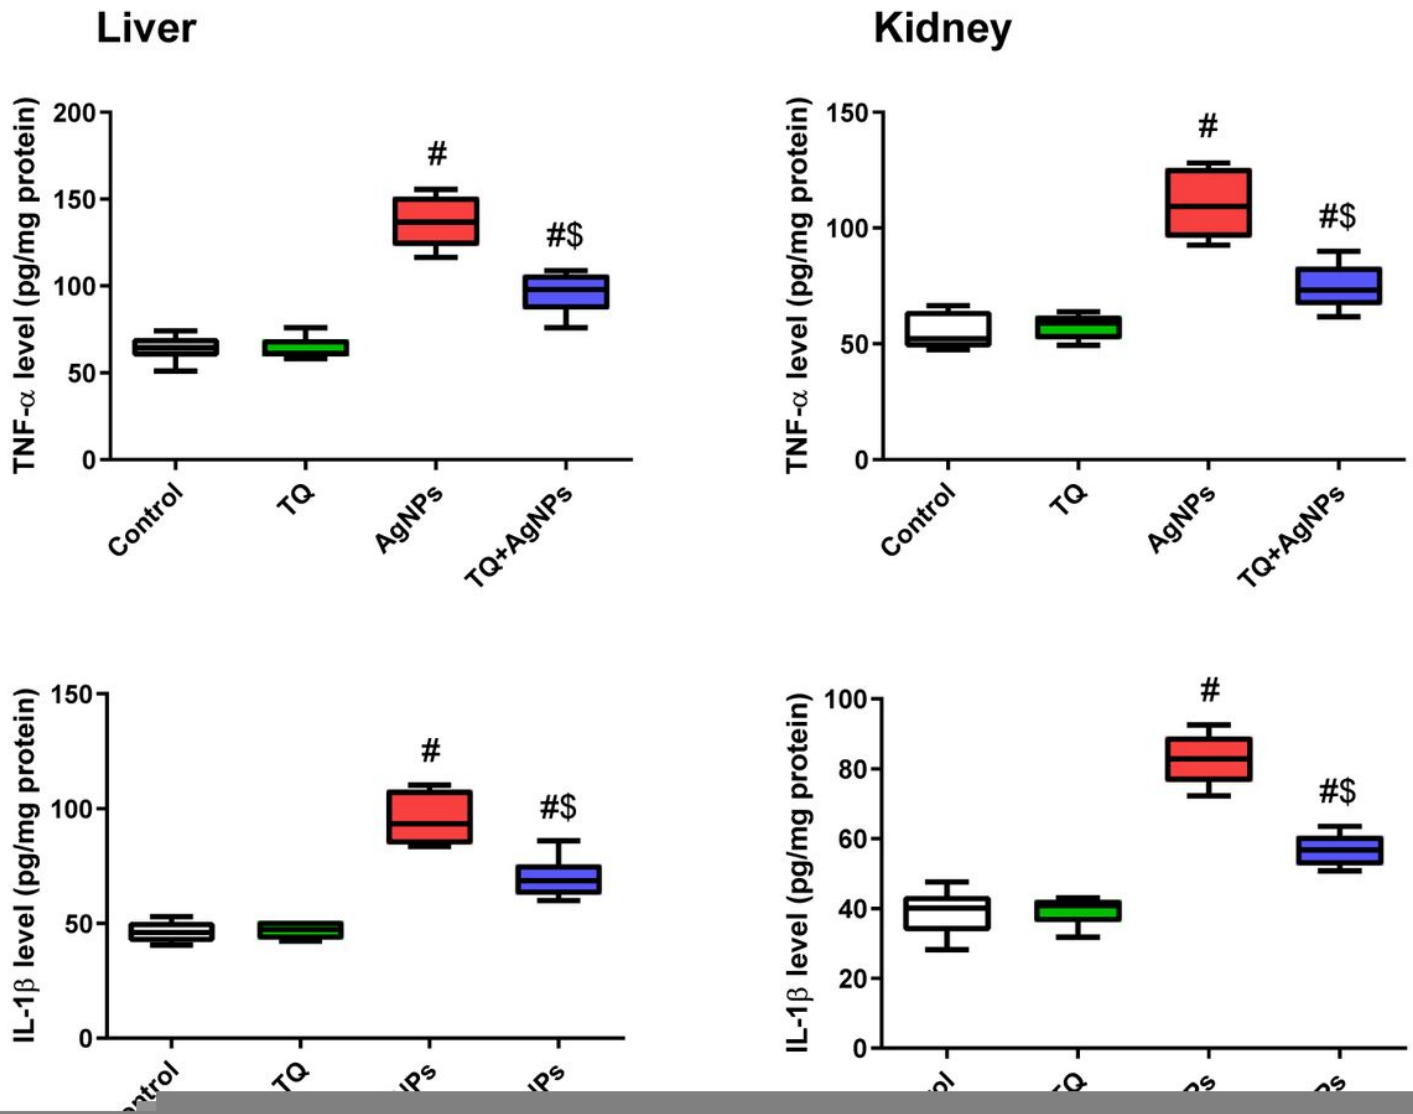 Liver
Kidney
TNF-α level (pg/mg protein)
200
150
100
50
0
#
#$
Control
TQ
AgNPs
TQ+AgNPs
TNF-α level (pg/mg protein)
150
100
50
0
#
#$
Control
TQ
AgNPs
TQ+AgNPs
IL-1β level (pg/mg protein)
150
100
50
0
#
#$
TQ
IL-1β level (pg/mg protein)
100
80
60
40
20
0
#
#$